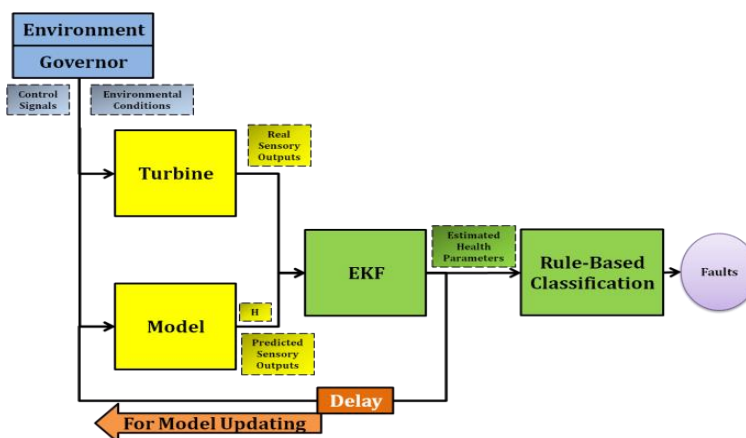 Environment
Governor
Control
Signals
Environmental
Conditions
Real
Sensory
Outputs
Turbine
Estimated
Health
Parameters
EKF
Rule-Based
Classification
Faults
Model
H
Predicted
Sensory
Outputs
Delay
For Model Updating